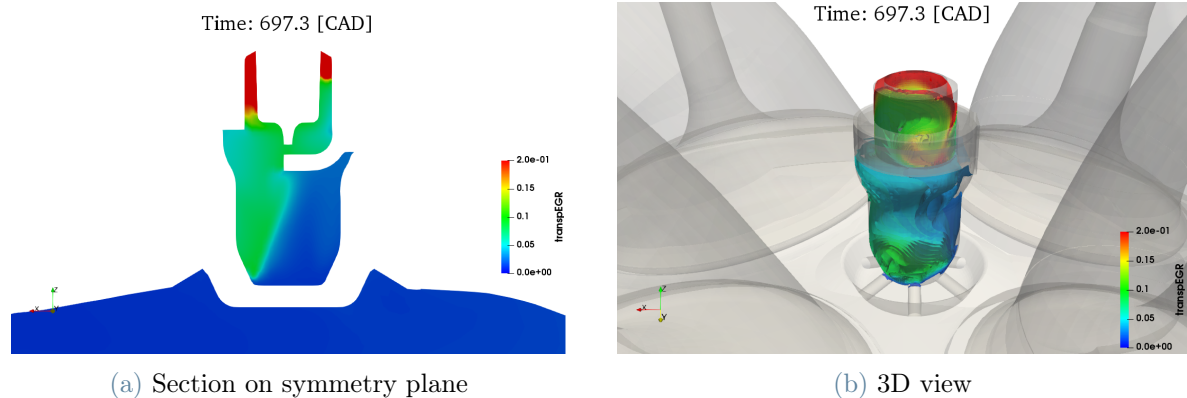 Time: 697.3 [CAD]
2.0e-01
0.15
0.1
0.05
0.0e+00
transpEGR
Z
X
Y
(a) Section on symmetry plane
Time: 697.3 [CAD]
2.0e-01
0.15
0.1
0.05
0.0e+00
transpEGR
Z
X
Y
(b) 3D view